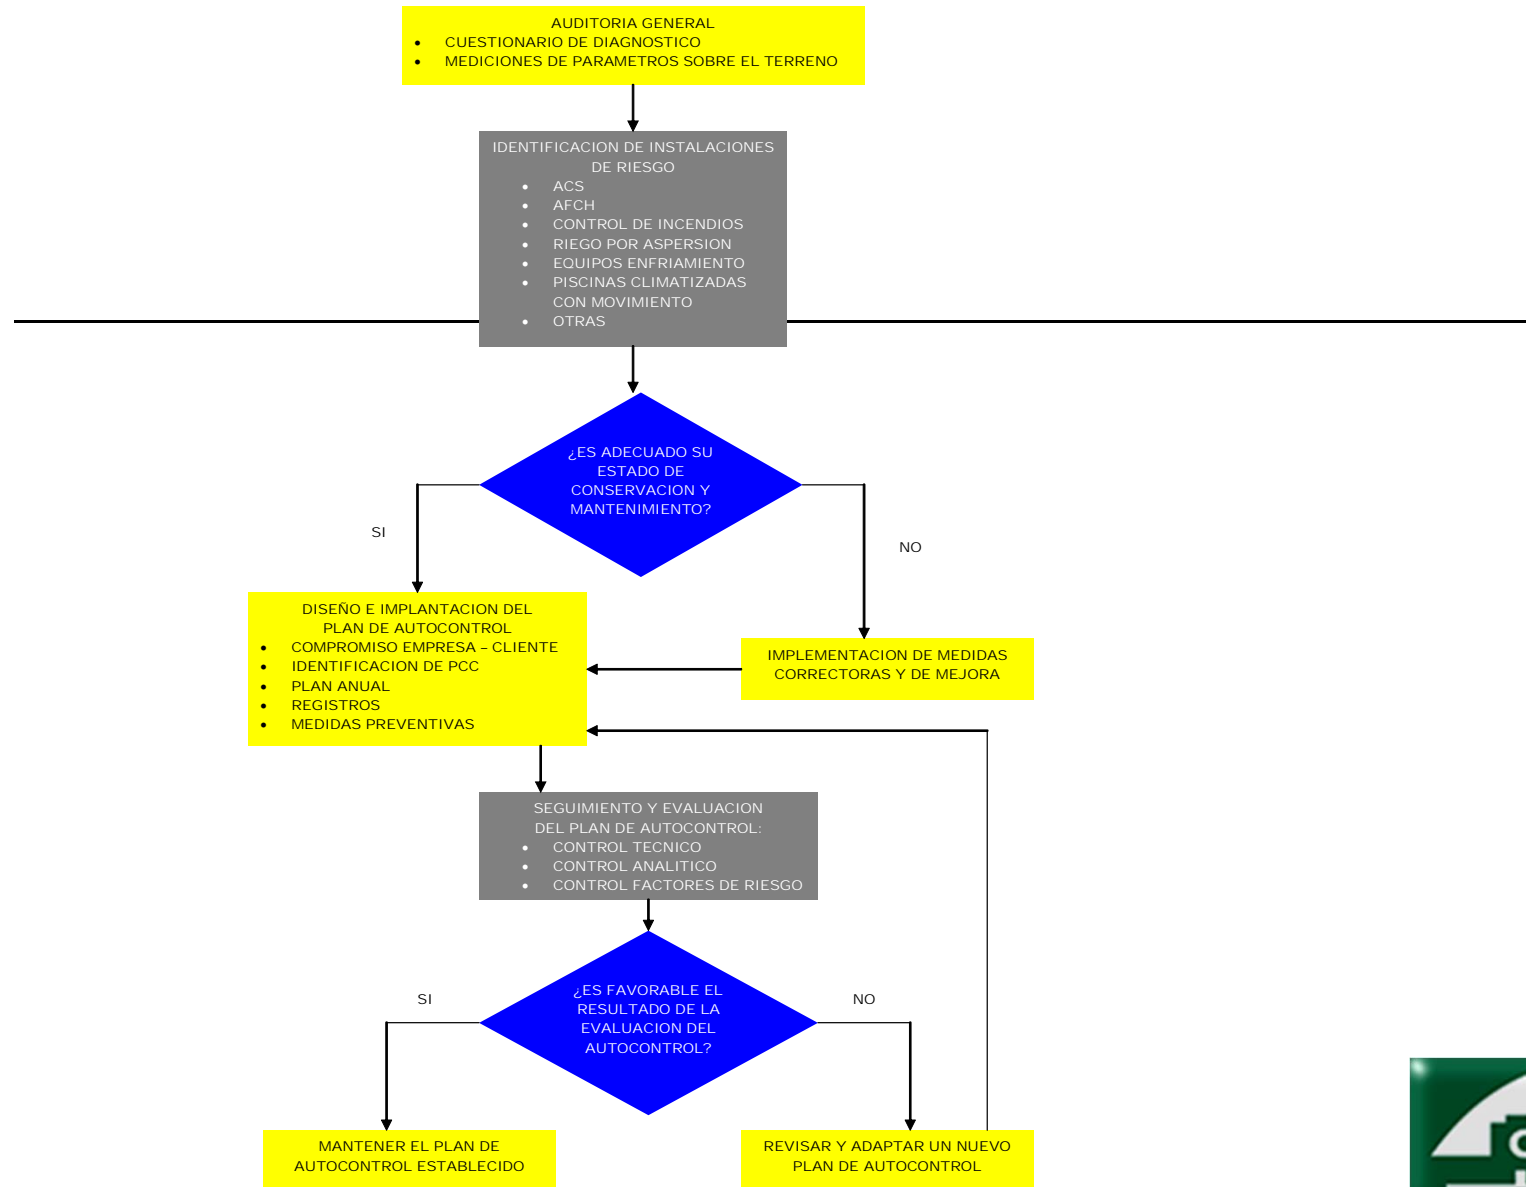 AUDITORIA GENERAL
• CUESTIONARIO DE DIAGNOSTICO
• MEDICIONES DE PARAMETROS SOBRE EL TERRENO
IDENTIFICACION DE INSTALACIONES
DE RIESGO
• ACS
• AFCH
• CONTROL DE INCENDIOS
• RIEGO POR ASPERSION
• EQUIPOS ENFRIAMIENTO
• PISCINAS CLIMATIZADAS
CON MOVIMIENTO
• OTRAS
¿ES ADECUADO SU
ESTADO DE
CONSERVACION Y
MANTENIMIENTO?
SI
NO
DISEÑO E IMPLANTACION DEL
PLAN DE AUTOCONTROL
• COMPROMISO EMPRESA – CLIENTE
• IDENTIFICACION DE PCC
• PLAN ANUAL
• REGISTROS
• MEDIDAS PREVENTIVAS
IMPLEMENTACION DE MEDIDAS
CORRECTORAS Y DE MEJORA
SEGUIMIENTO Y EVALUACION
DEL PLAN DE AUTOCONTROL:
• CONTROL TECNICO
• CONTROL ANALITICO
• CONTROL FACTORES DE RIESGO
¿ES FAVORABLE EL
RESULTADO DE LA
EVALUACION DEL
AUTOCONTROL?
SI
NO
MANTENER EL PLAN DE
AUTOCONTROL ESTABLECIDO
REVISAR Y ADAPTAR UN NUEVO
PLAN DE AUTOCONTROL